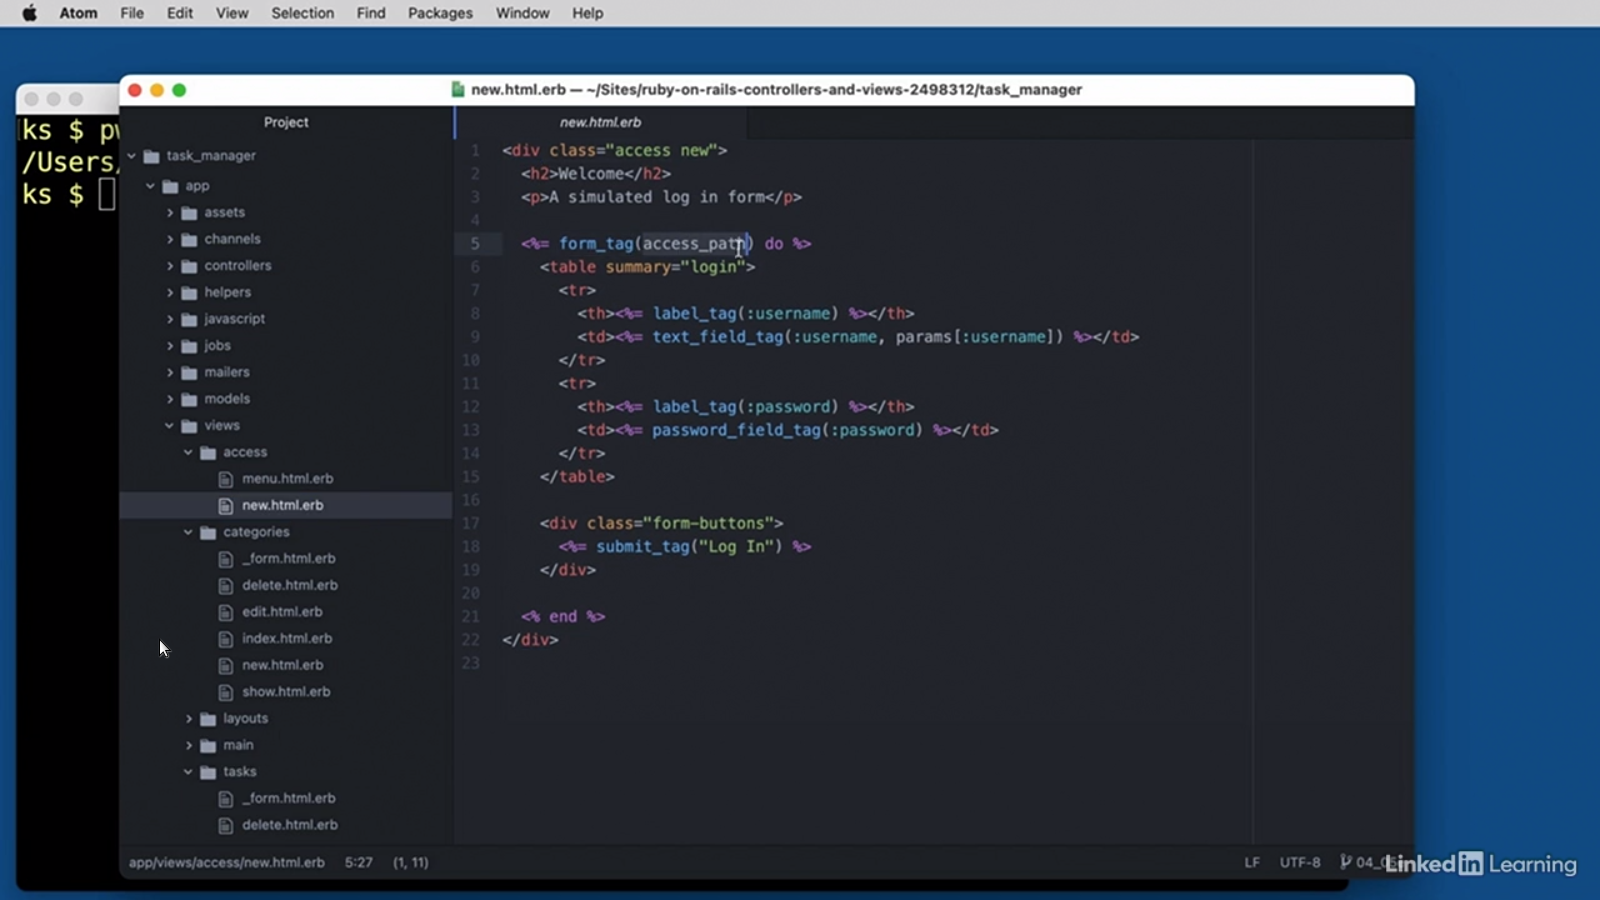 Atom File Edit View Selection Find Packages Window Help
new.html.erb — ~/Sites/ruby-on-rails-controllers-and-views-2498312/task_manager
ks $
/Users/
ks $
Project
task_manager
app
assets
channels
controllers
helpers
javascript
jobs
mailers
models
views
access
menu.html.erb
new.html.erb
categories
_form.html.erb
delete.html.erb
edit.html.erb
index.html.erb
new.html.erb
show.html.erb
layouts
main
tasks
_form.html.erb
delete.html.erb
new.html.erb
1 <div class="access new">
2 <h2>Welcome</h2>
3 <p>A simulated log in form</p>
4
5 <%= form_tag(access_path) do %>
6 <table summary="login">
7 <tr>
8 <th><%= label_tag(:username) %></th>
9 <td><%= text_field_tag(:username, params[:username]) %></td>
10 </tr>
11 <tr>
12 <th><%= label_tag(:password) %></th>
13 <td><%= password_field_tag(:password) %></td>
14 </tr>
15 </table>
16
17 <div class="form-buttons">
18 <%= submit_tag("Log In") %>
19 </div>
20
21 <% end %>
22 </div>
23
app/views/access/new.html.erb 5:27 (1, 11) LF UTF-8
LinkedIn Learning